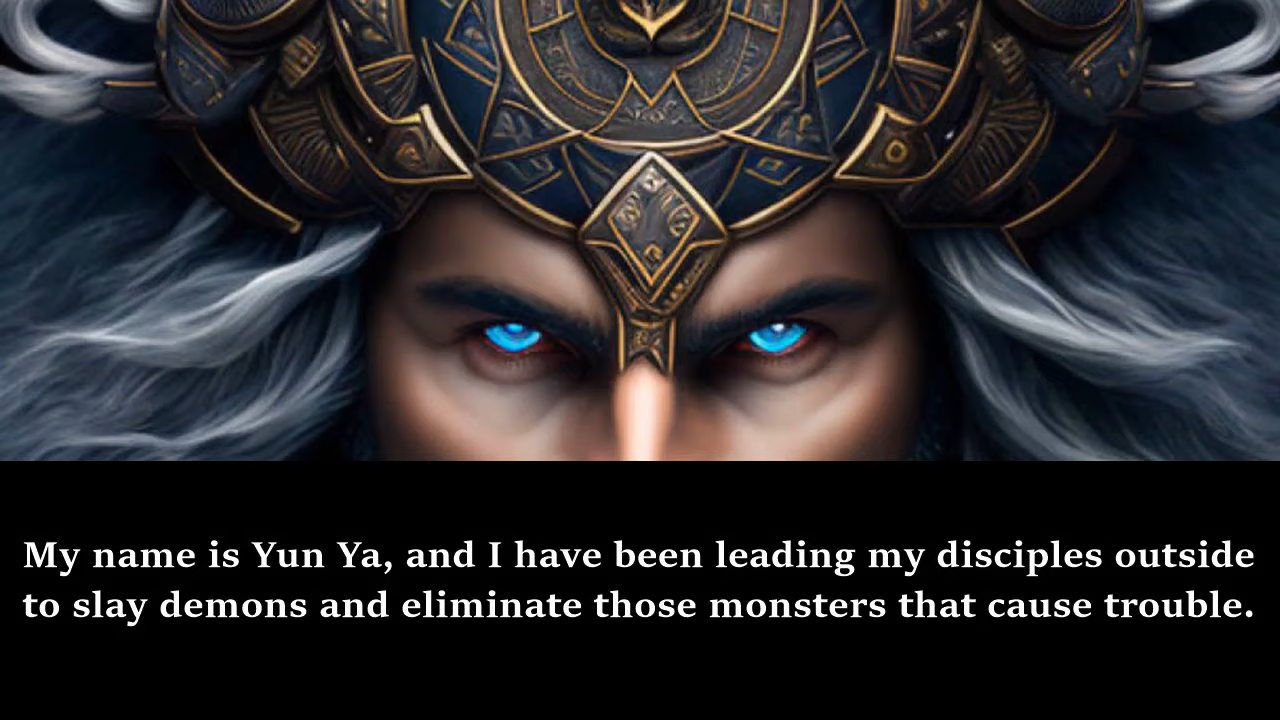 My name is Yun Ya, and I have been leading my disciples outside
to slay demons and eliminate those monsters that cause trouble.